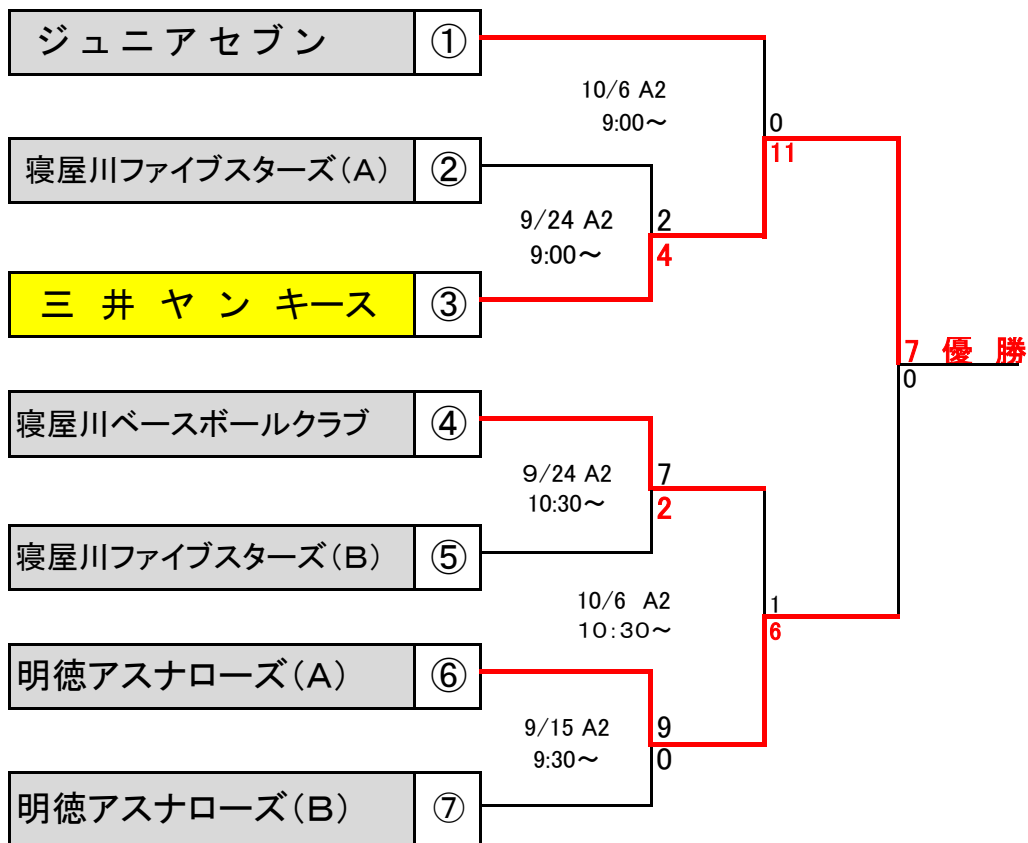 ジュニアセブン ①
10/6 A2
9:00～
0
11
寝屋川ファイブスターズ(A) ②
9/24 A2
9:00～
2
4
三井ヤンキース ③
7 優勝
0
寝屋川ベースボールクラブ ④
９/24 A2
10:30～
7
2
寝屋川ファイブスターズ(B) ⑤
10/6 A2
１０：３０～
1
6
明徳アスナローズ(A) ⑥
9/15 A2
9:30～
9
0
明徳アスナローズ(B) ⑦